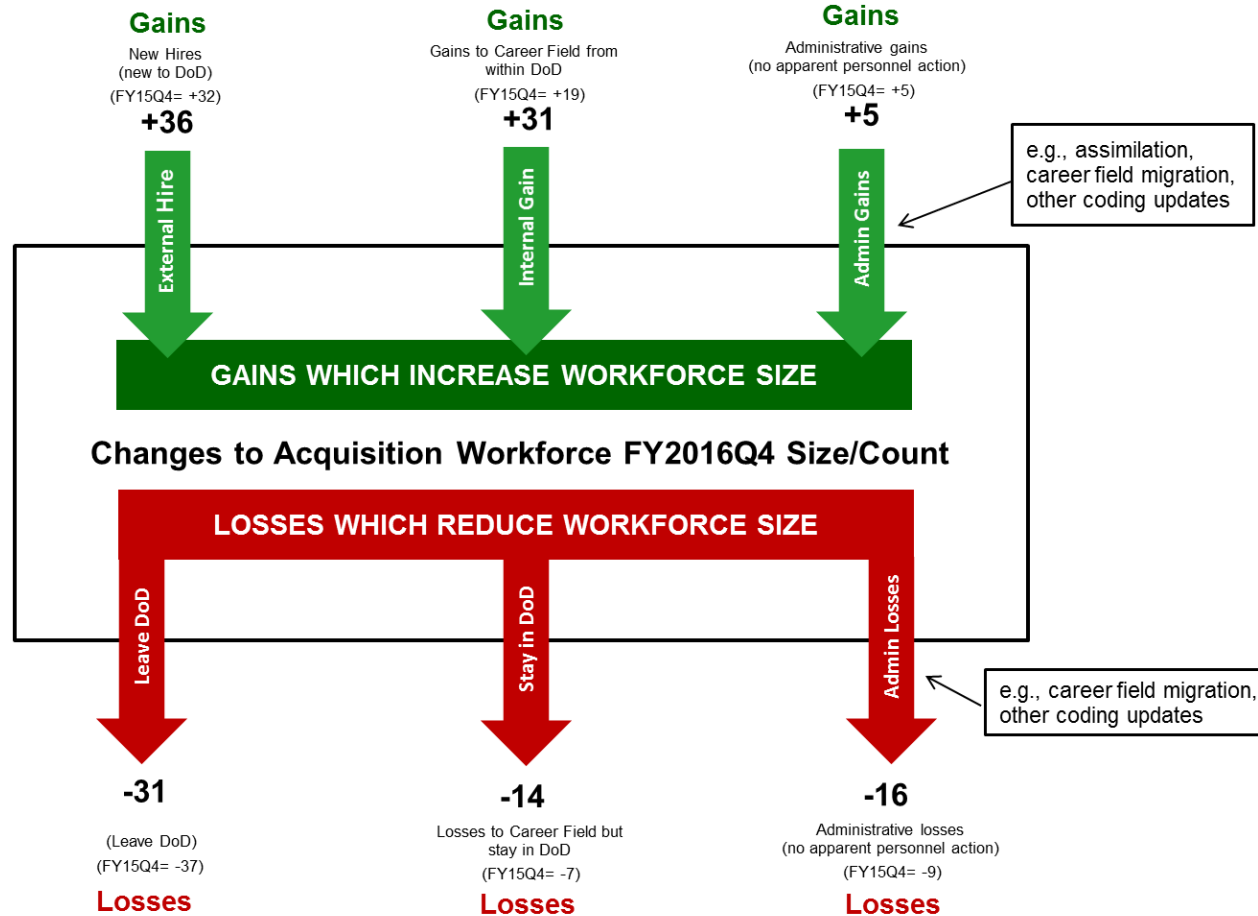 Gains
New Hires
(new to DoD)
(FY15Q4= +32)
+36
Gains
Gains to Career Field from
within DoD
(FY15Q4= +19)
+31
Gains
Administrative gains
(no apparent personnel action)
(FY15Q4= +5)
+5
e.g., assimilation,
career field migration,
other coding updates
External Hire
Internal Gain
Admin Gains
GAINS WHICH INCREASE WORKFORCE SIZE
Changes to Acquisition Workforce FY2016Q4 Size/Count
LOSSES WHICH REDUCE WORKFORCE SIZE
Leave DoD
Stay in DoD
Admin Losses
e.g., career field migration,
other coding updates
-31
(Leave DoD)
(FY15Q4= -37)
Losses
-14
Losses to Career Field but
stay in DoD
(FY15Q4= -7)
Losses
-16
Administrative losses
(no apparent personnel action)
(FY15Q4= -9)
Losses